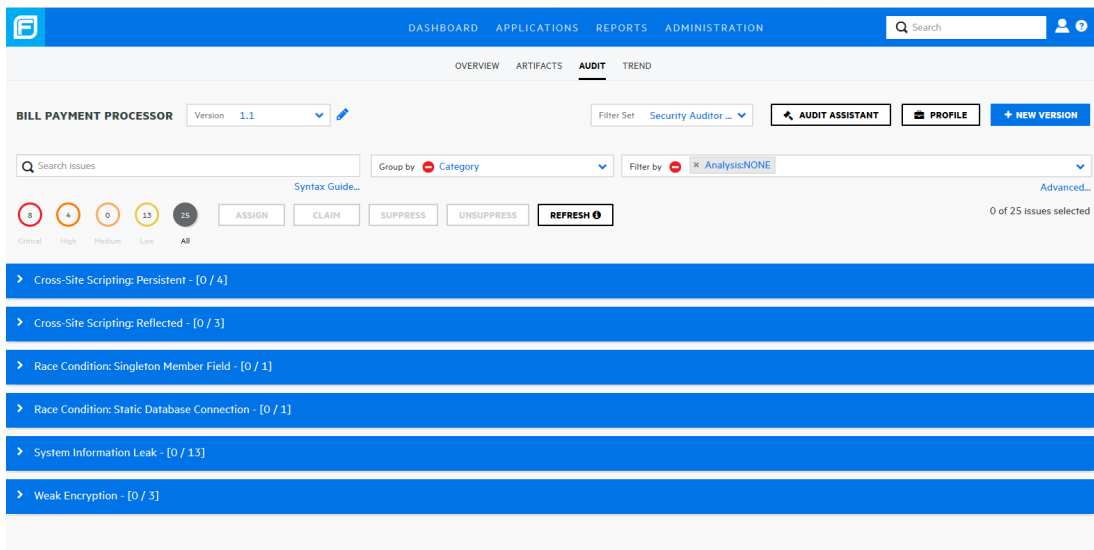 DASHBOARD APPLICATIONS REPORTS ADMINISTRATION Search
OVERVIEW ARTIFACTS AUDIT TREND
BILL PAYMENT PROCESSOR Version 1.1 Filter Set Security Auditor ... AUDIT ASSISTANT PROFILE + NEW VERSION
Search issues Group by Category Filter by × Analysis:NONE
Syntax Guide... Advanced...
8 4 0 13 25 ASSIGN CLAIM SUPPRESS UNSUPPRESS REFRESH 0 of 25 issues selected
Critical High Medium Low All
Cross-Site Scripting: Persistent - [0 / 4]
Cross-Site Scripting: Reflected - [0 / 3]
Race Condition: Singleton Member Field - [0 / 1]
Race Condition: Static Database Connection - [0 / 1]
System Information Leak - [0 / 13]
Weak Encryption - [0 / 3]